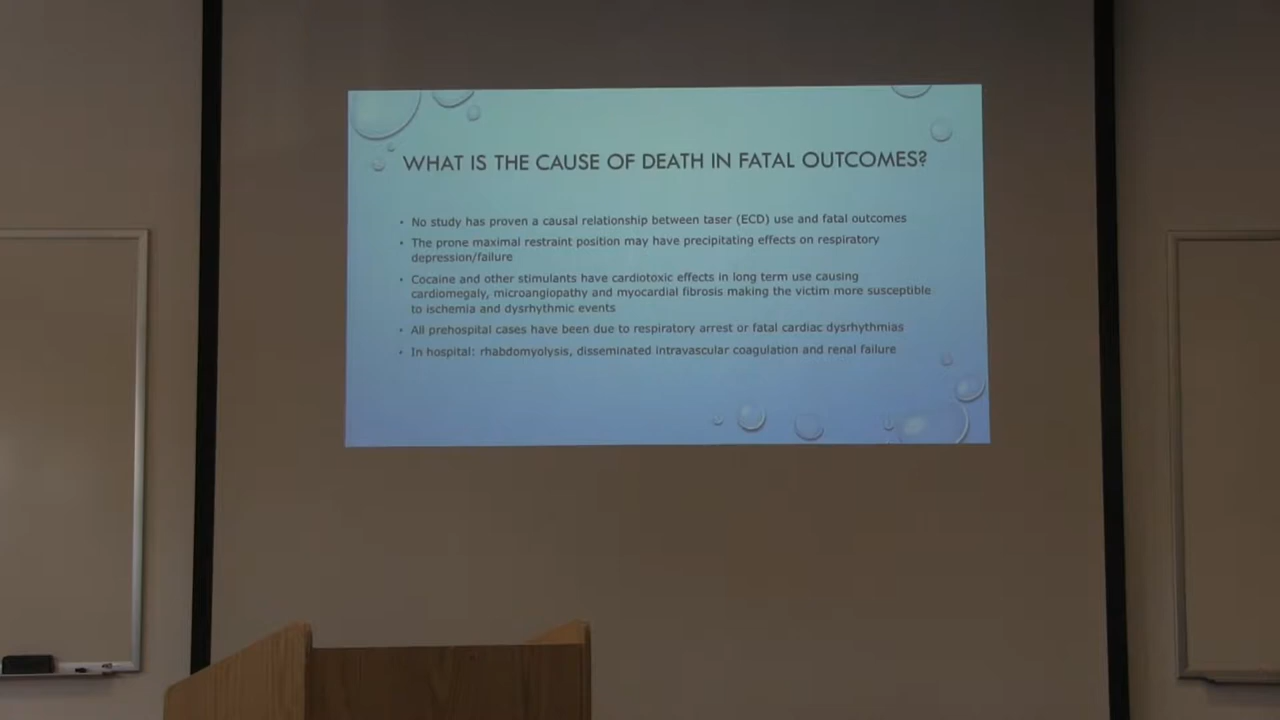 WHAT IS THE CAUSE OF DEATH IN FATAL OUTCOMES?
• No study has proven a causal relationship between taser (ECD) use and fatal outcomes
• The prone maximal restraint position may have precipitating effects on respiratory
depression/failure
• Cocaine and other stimulants have cardiotoxic effects in long term use causing
cardiomegaly, microangiopathy and myocardial fibrosis making the victim more susceptible
to ischemia and dysrhythmic events
• All prehospital cases have been due to respiratory arrest or fatal cardiac dysrhythmias
• In hospital: rhabdomyolysis, disseminated intravascular coagulation and renal failure